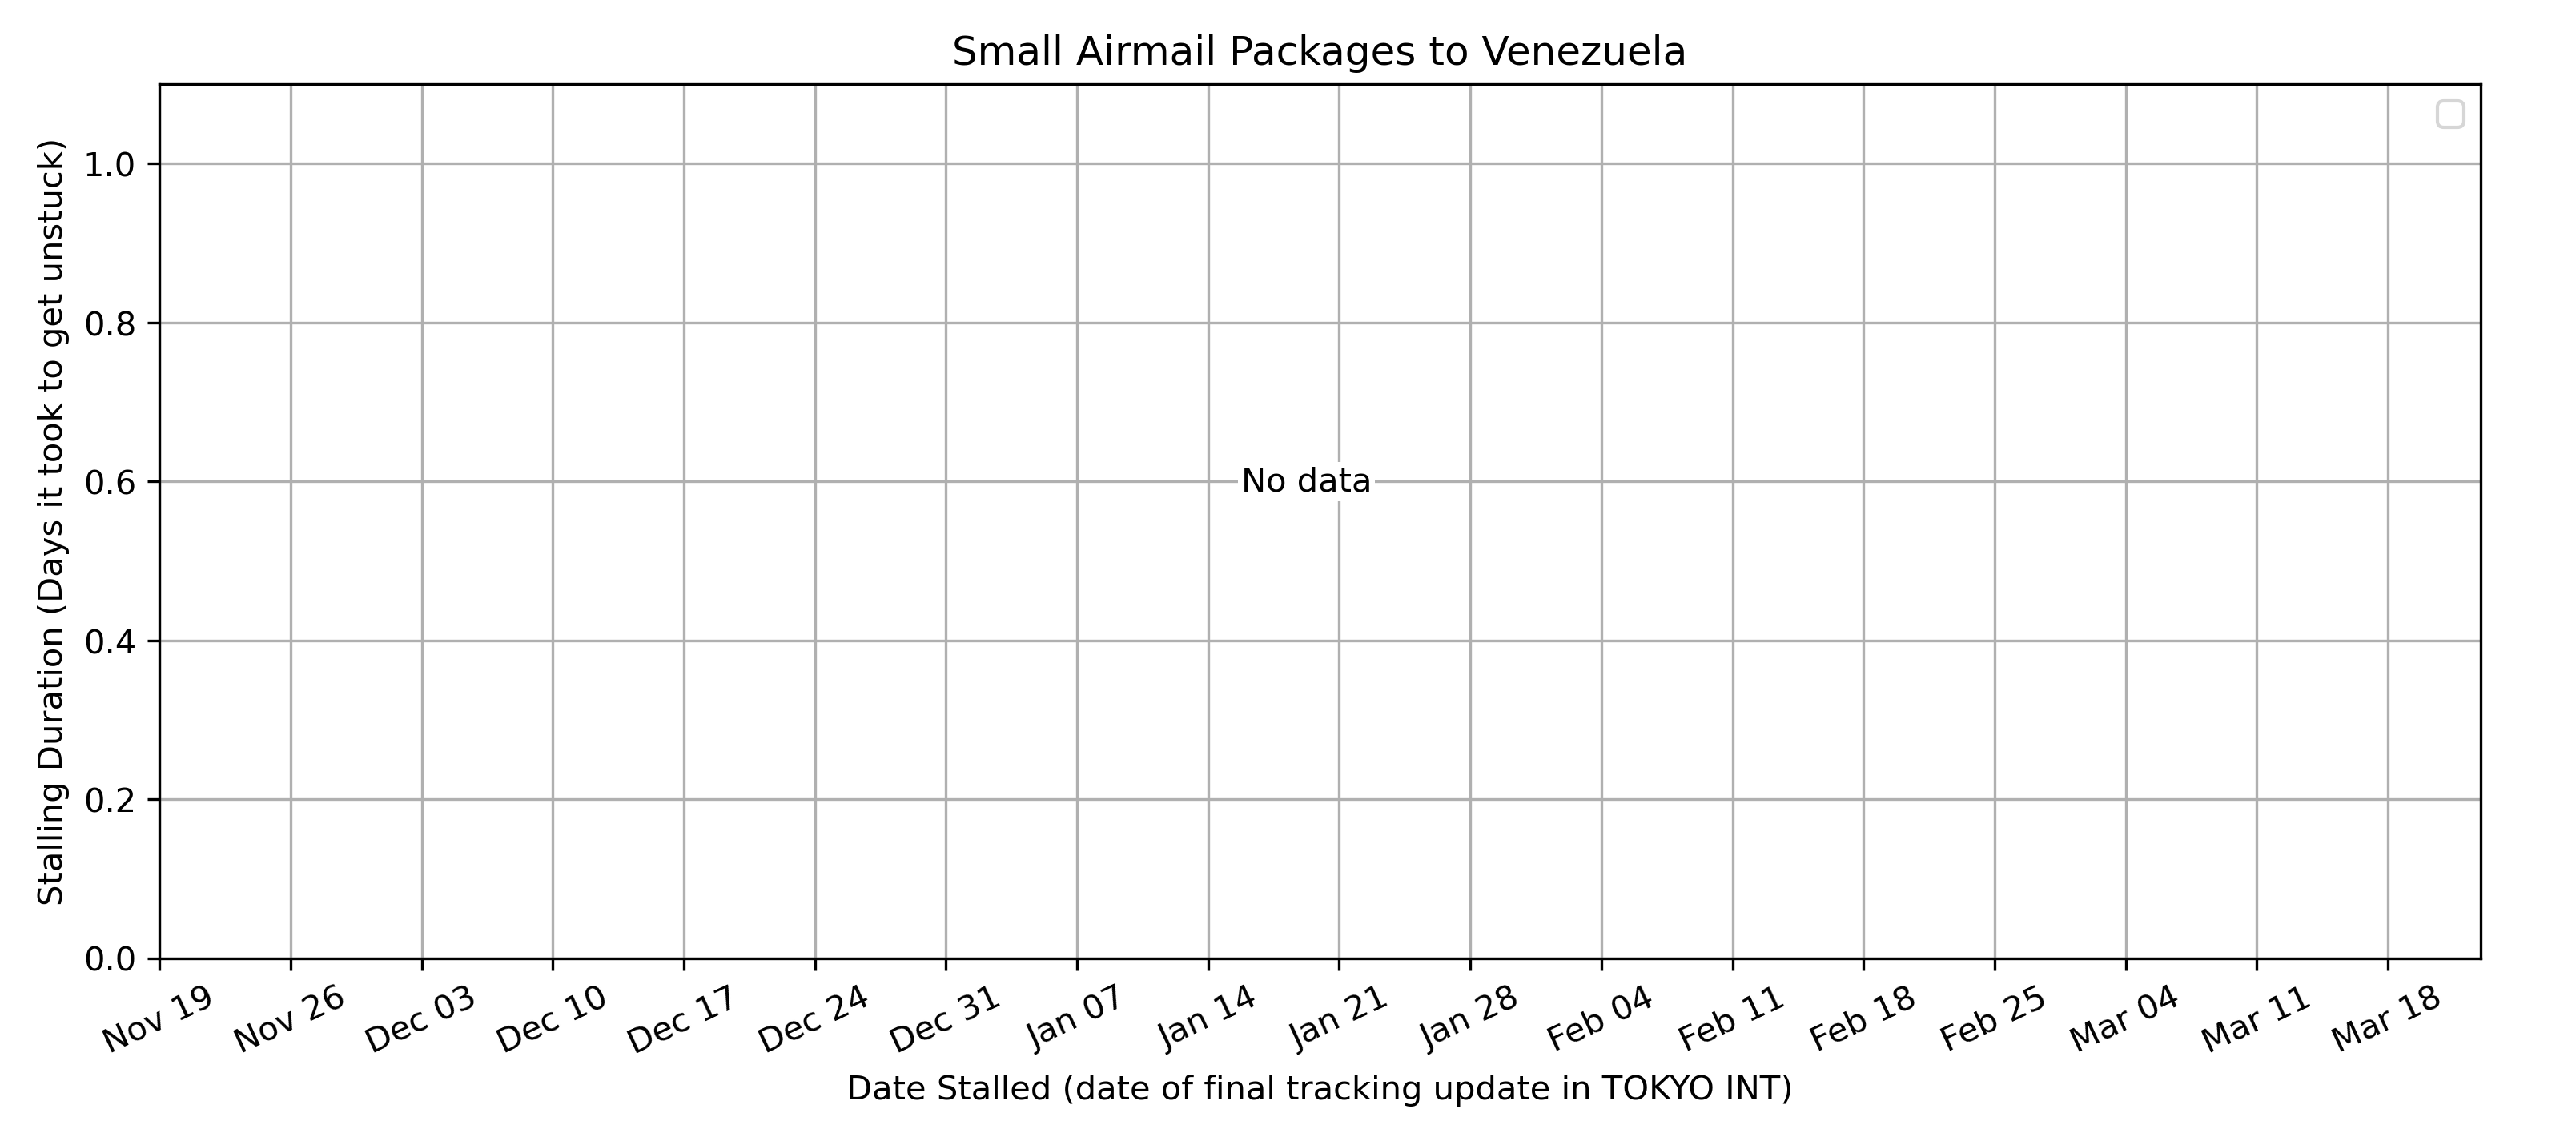 Small Airmail Packages to Venezuela
Stalling Duration (Days it took to get unstuck)
1.0
0.8
0.6
0.4
0.2
0.0
No data
Nov 19
Nov 26
Dec 03
Dec 10
Dec 17
Dec 24
Dec 31
Jan 07
Jan 14
Jan 21
Jan 28
Feb 04
Feb 11
Feb 18
Feb 25
Mar 04
Mar 11
Mar 18
Date Stalled (date of final tracking update in TOKYO INT)